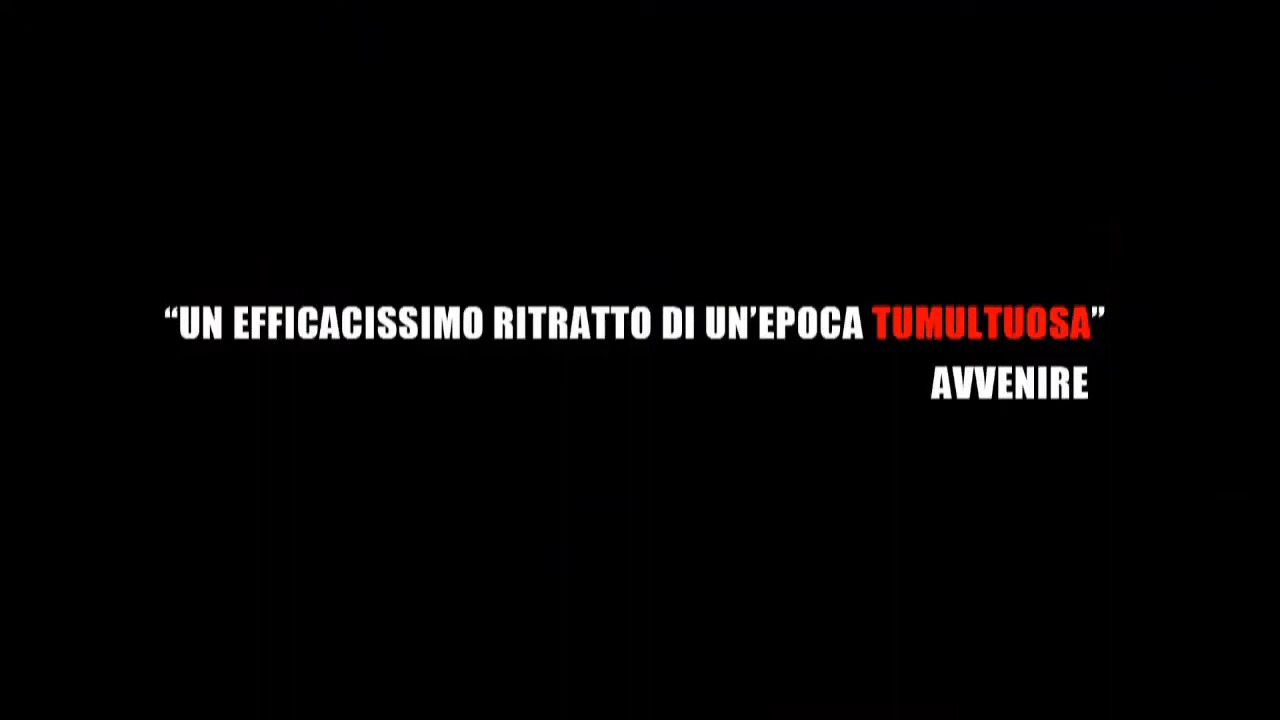 “UN EFFICACISSIMO RITRATTO DI UN’EPOCA TUMULTUOSA”
AVVENIRE